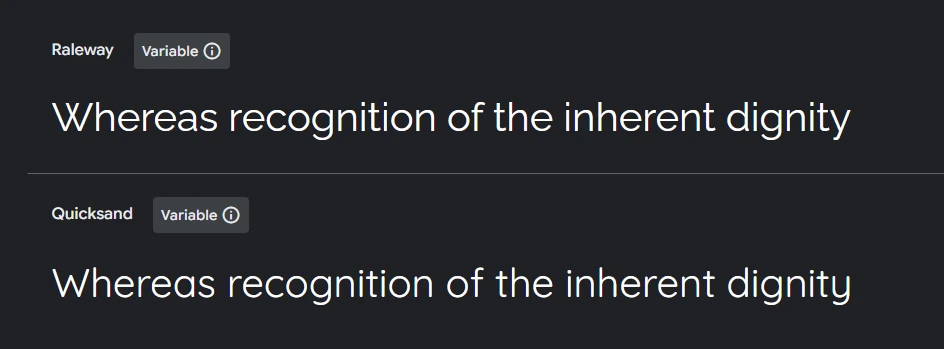 Raleway Variable
Whereas recognition of the inherent dignity
Quicksand Variable
Whereas recognition of the inherent dignity